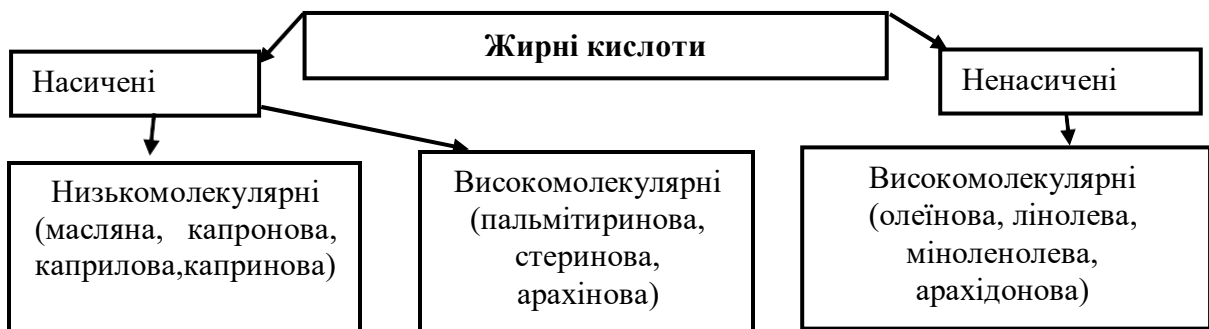 Жирні кислоти
Насичені
Ненасичені
Низькомолекулярні
(масляна, капронова,
каприлова,капринова)
Високомолекулярні
(пальмітиринова,
стеринова,
арахінова)
Високомолекулярні
(олеїнова, лінолева,
міноленолева,
арахідонова)